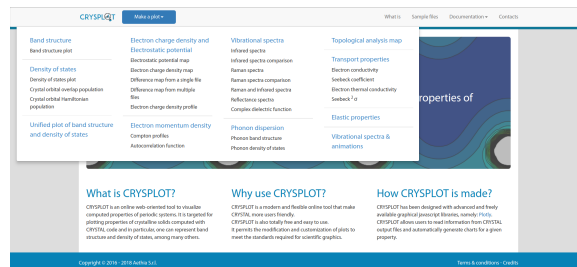 CRYSPLOT
Make a plot
What is
Sample files
Documentation
Contacts
Band structure
Band structure plot
Density of states
Density of states plot
Crystal orbital overlap population
Crystal orbital Hamiltonian
population
Unified plot of band structure
and density of states
Electron charge density and
Electrostatic potential
Electrostatic potential map
Electron charge density map
Difference map from a single file
Difference map from multiple
files
Electron charge density profile
Electron momentum density
Compton profiles
Autocorrelation function
Vibrational spectra
Infrared spectra
Infrared spectra comparison
Raman spectra
Raman spectra comparison
Raman and infrared spectra
Reflectance spectra
Complex dielectric function
Phonon dispersion
Phonon band structure
Phonon density of states
Topological analysis map
Transport properties
Electron conductivity
Seebeck coefficient
Electron thermal conductivity
Seebeck² σ
Elastic properties
Vibrational spectra &
animations
roperties of
What is CRYSPLOT?
CRYSPLOT is an online web-oriented tool to visualize
computed properties of periodic systems. It is targeted for
plotting properties of crystalline solids computed with
CRYSTAL code and in particular, one can represent band
structure and density of states, among many others.
Why use CRYSPLOT?
CRYSPLOT is a modern and flexible online tool that make
CRYSTAL more users friendly.
CRYSPLOT is also totally free and easy to use.
It permits the modification and customization of plots to
meet the standards required for scientific graphics.
How CRYSPLOT is made?
CRYSPLOT has been designed with advanced and freely
available graphical javascript libraries, namely: Plotly.
CRYSPLOT allows users to read information from CRYSTAL
output files and automatically generate charts for a given
property.
Copyright © 2016 - 2018 Aethia S.r.l.
Terms & conditions - Credits